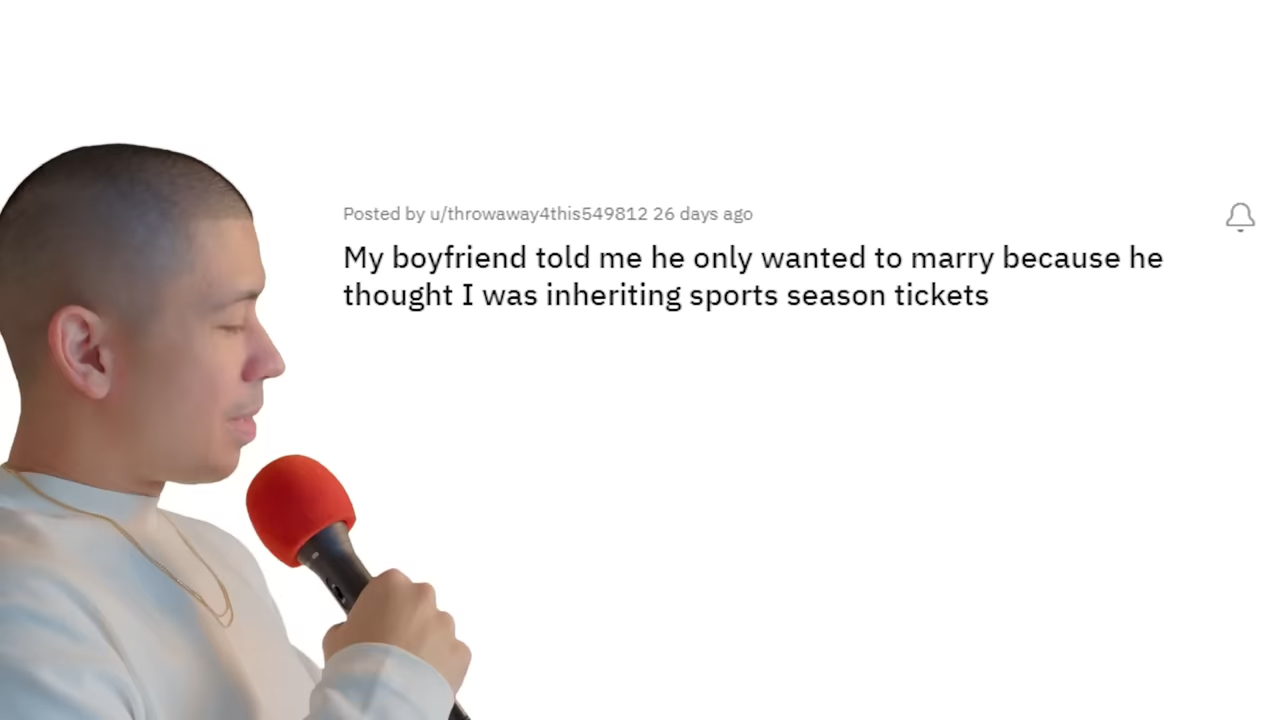 Posted by u/throwaway4this549812 26 days ago
My boyfriend told me he only wanted to marry because he
thought I was inheriting sports season tickets